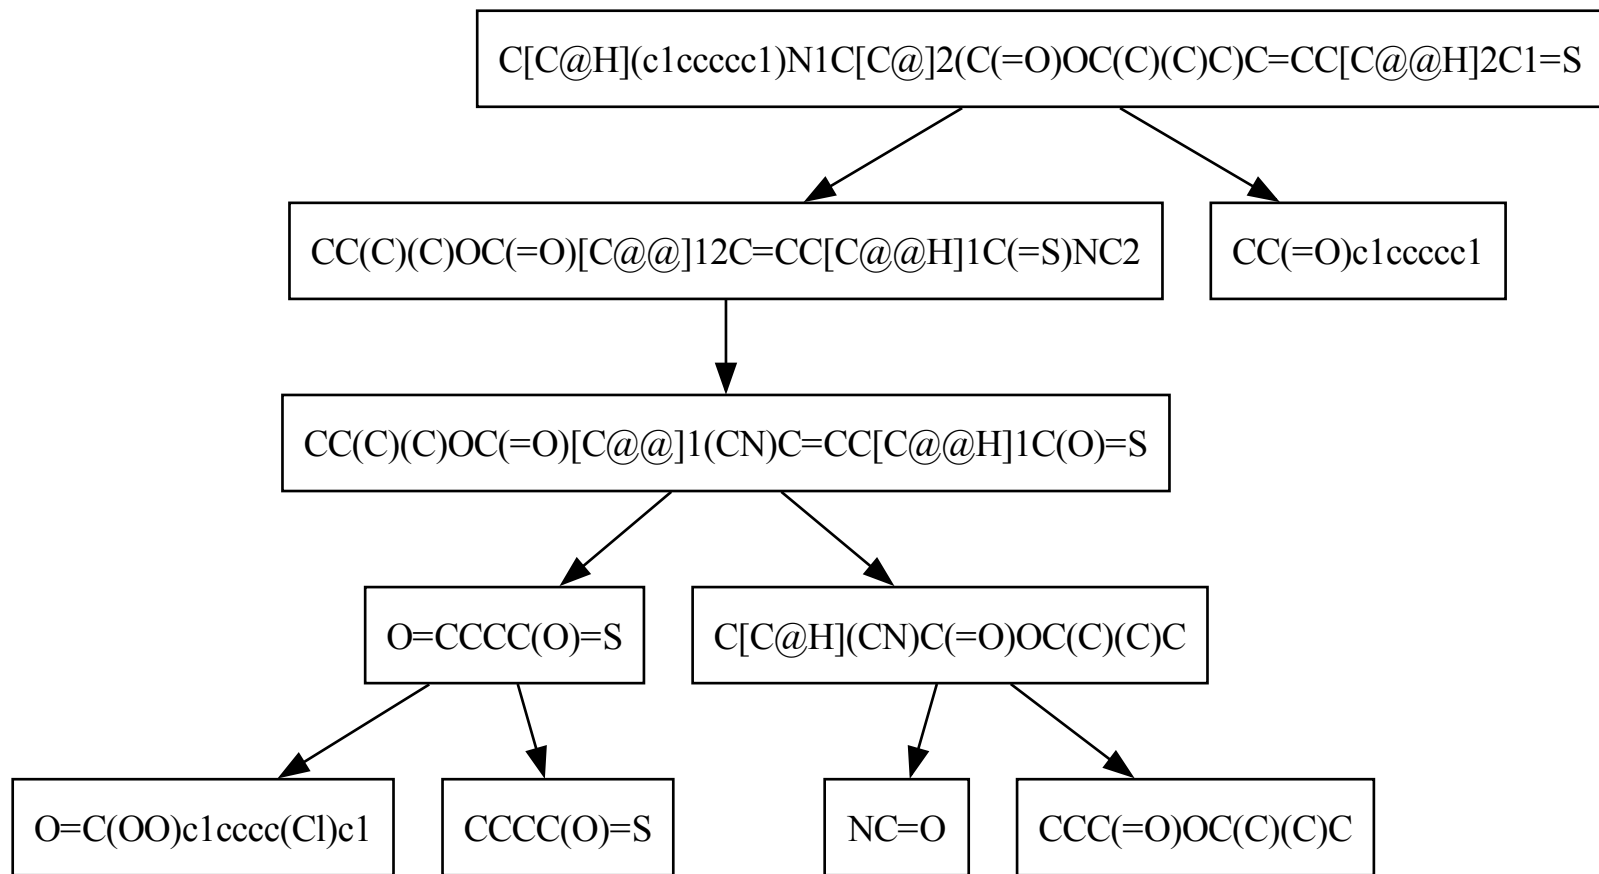 C[C@H](c1ccccc1)N1C[C@]2(C(=O)OC(C)(C)C)C=CC[C@@H]2C1=S
CC(C)(C)OC(=O)[C@@]12C=CC[C@@H]1C(=S)NC2
CC(=O)c1ccccc1
CC(C)(C)OC(=O)[C@@]1(CN)C=CC[C@@H]1C(O)=S
O=CCCC(O)=S
C[C@H](CN)C(=O)OC(C)(C)C
O=C(OO)c1cccc(Cl)c1
CCCC(O)=S
NC=O
CCC(=O)OC(C)(C)C